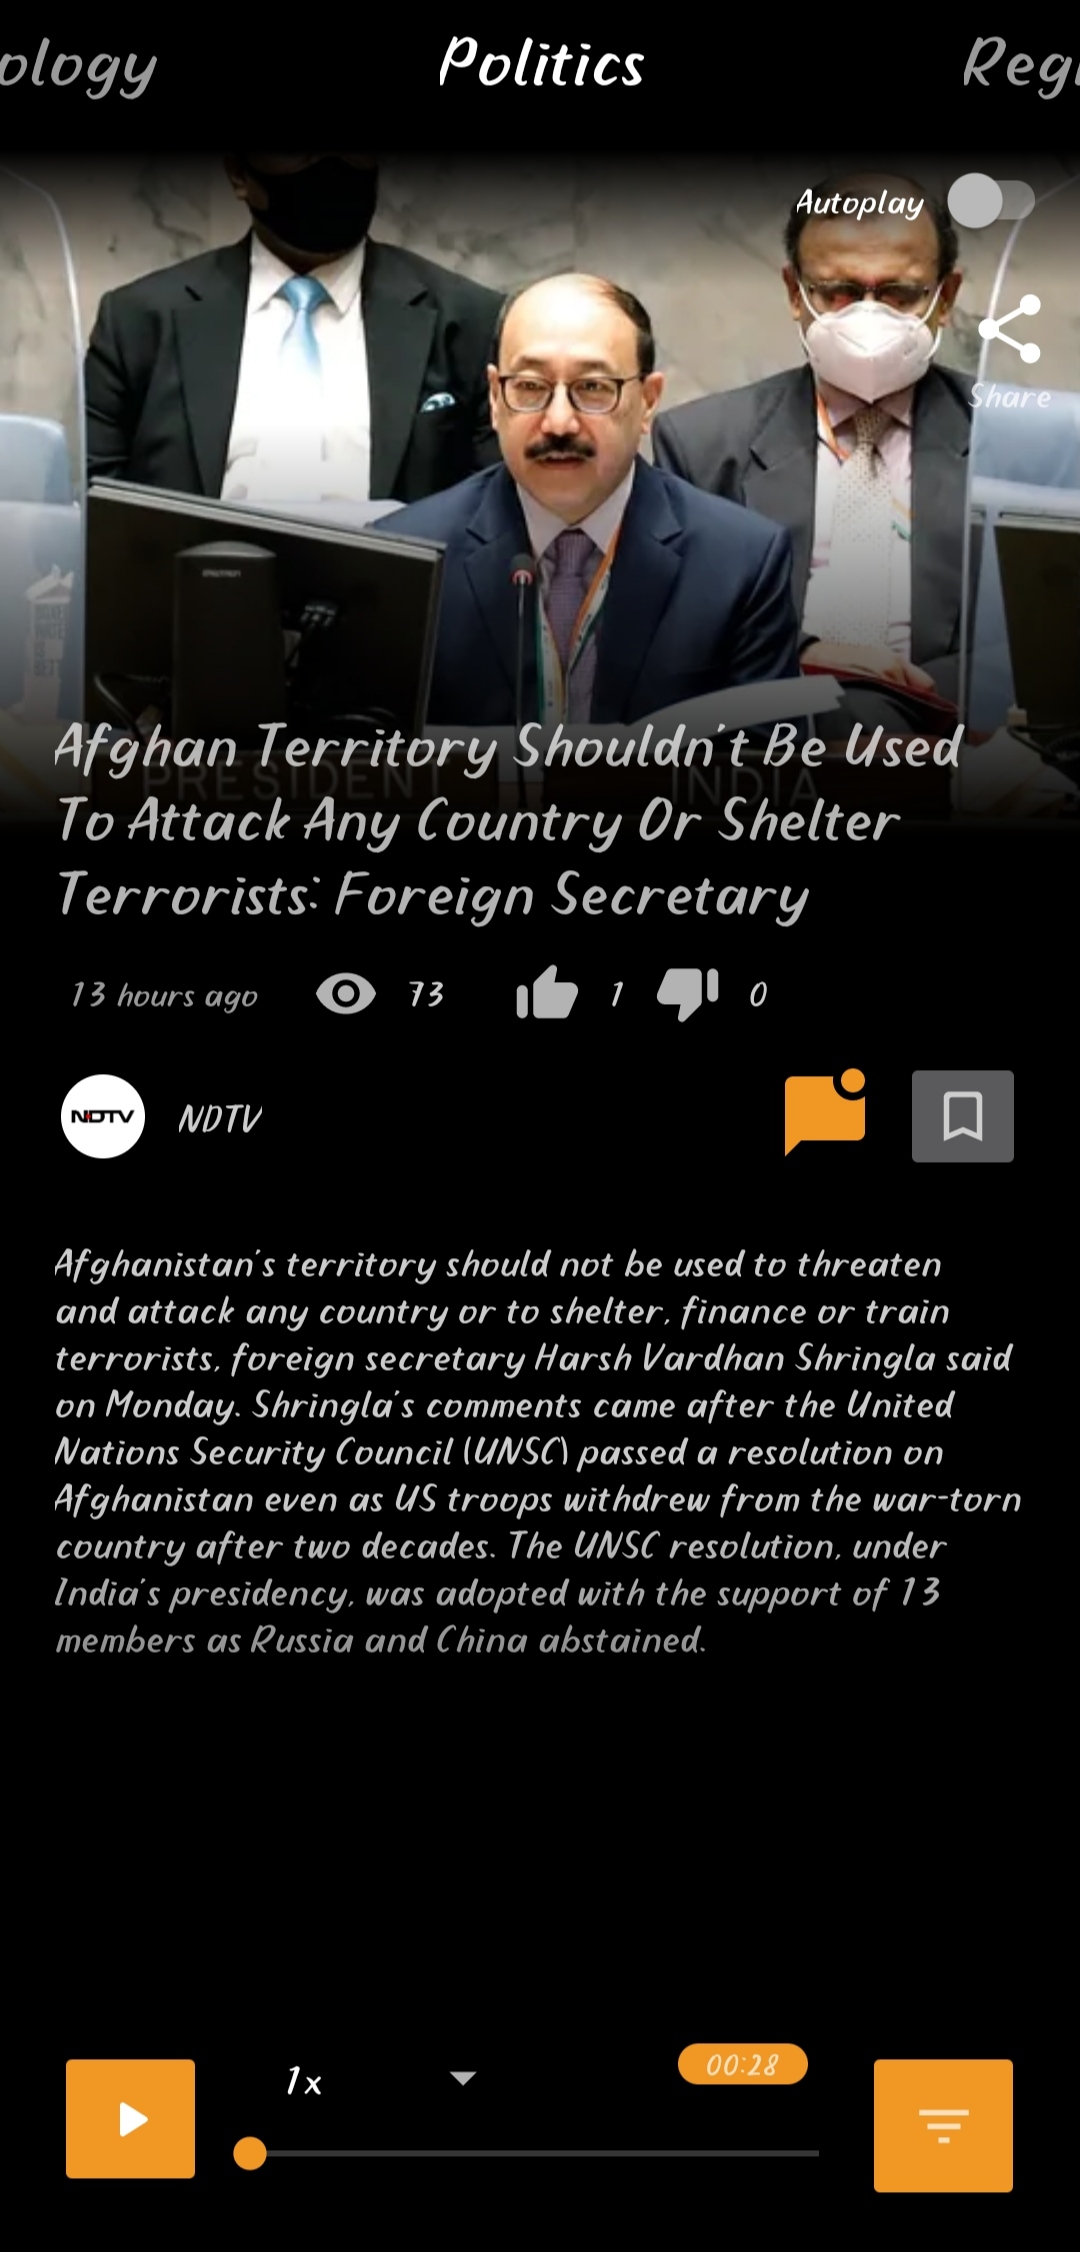 ology Politics Regi
Autoplay
Share
PRESIDENT INDIA
Afghan Territory Shouldn't Be Used
To Attack Any Country Or Shelter
Terrorists: Foreign Secretary
13 hours ago 73 1 0
NDTV NDTV
Afghanistan's territory should not be used to threaten
and attack any country or to shelter, finance or train
terrorists, foreign secretary Harsh Vardhan Shringla said
on Monday. Shringla's comments came after the United
Nations Security Council (UNSC) passed a resolution on
Afghanistan even as US troops withdrew from the war-torn
country after two decades. The UNSC resolution, under
India's presidency, was adopted with the support of 13
members as Russia and China abstained.
1x 00:28